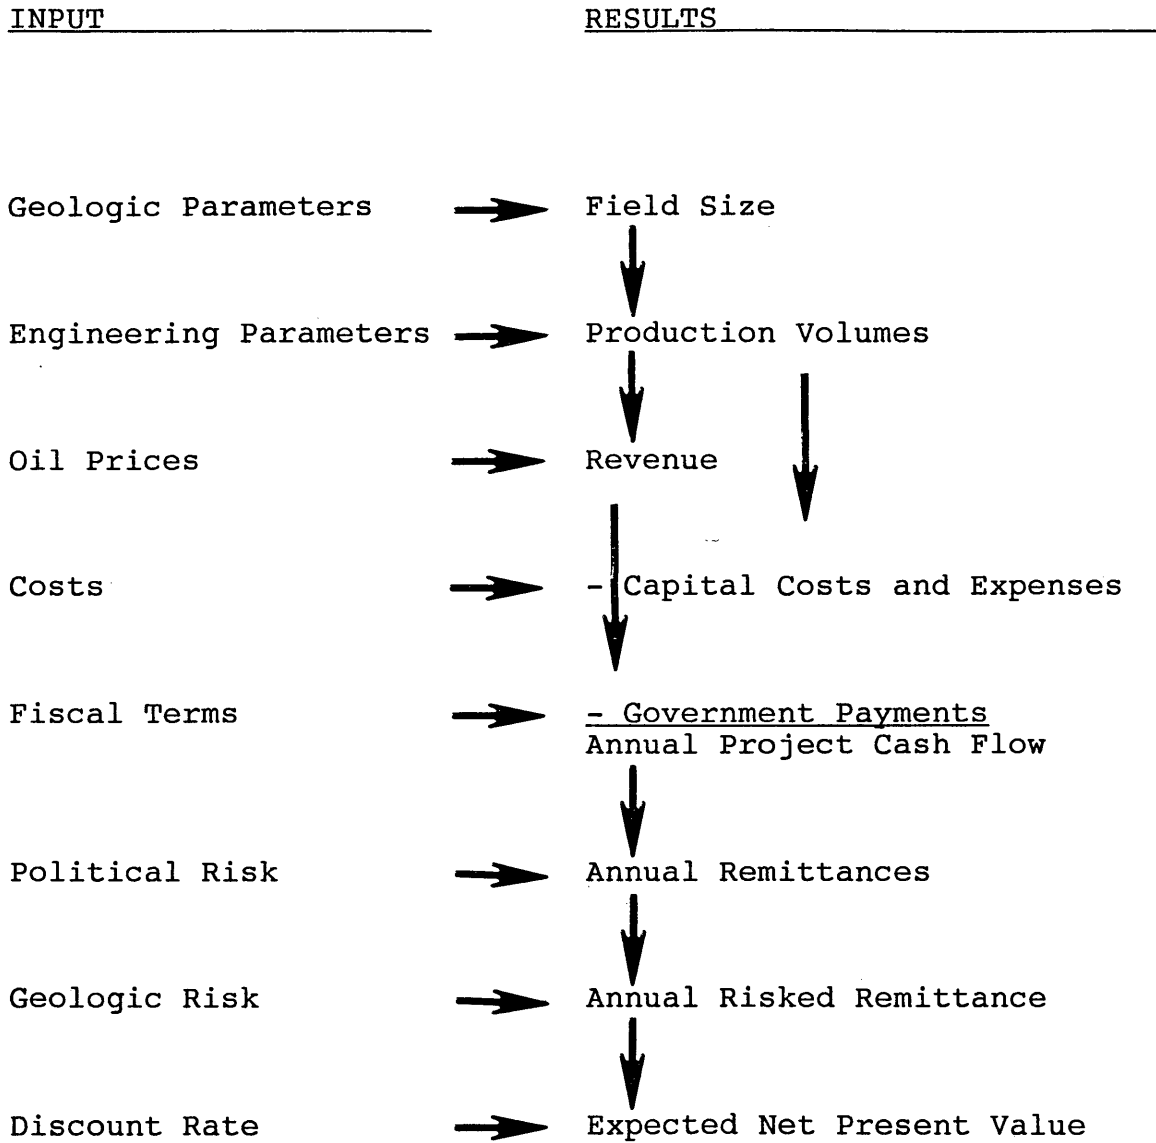 INPUT RESULTS
Geologic Parameters Field Size
Engineering Parameters Production Volumes
Oil Prices Revenue
Costs - Capital Costs and Expenses
Fiscal Terms - Government Payments
Annual Project Cash Flow
Political Risk Annual Remittances
Geologic Risk Annual Risked Remittance
Discount Rate Expected Net Present Value